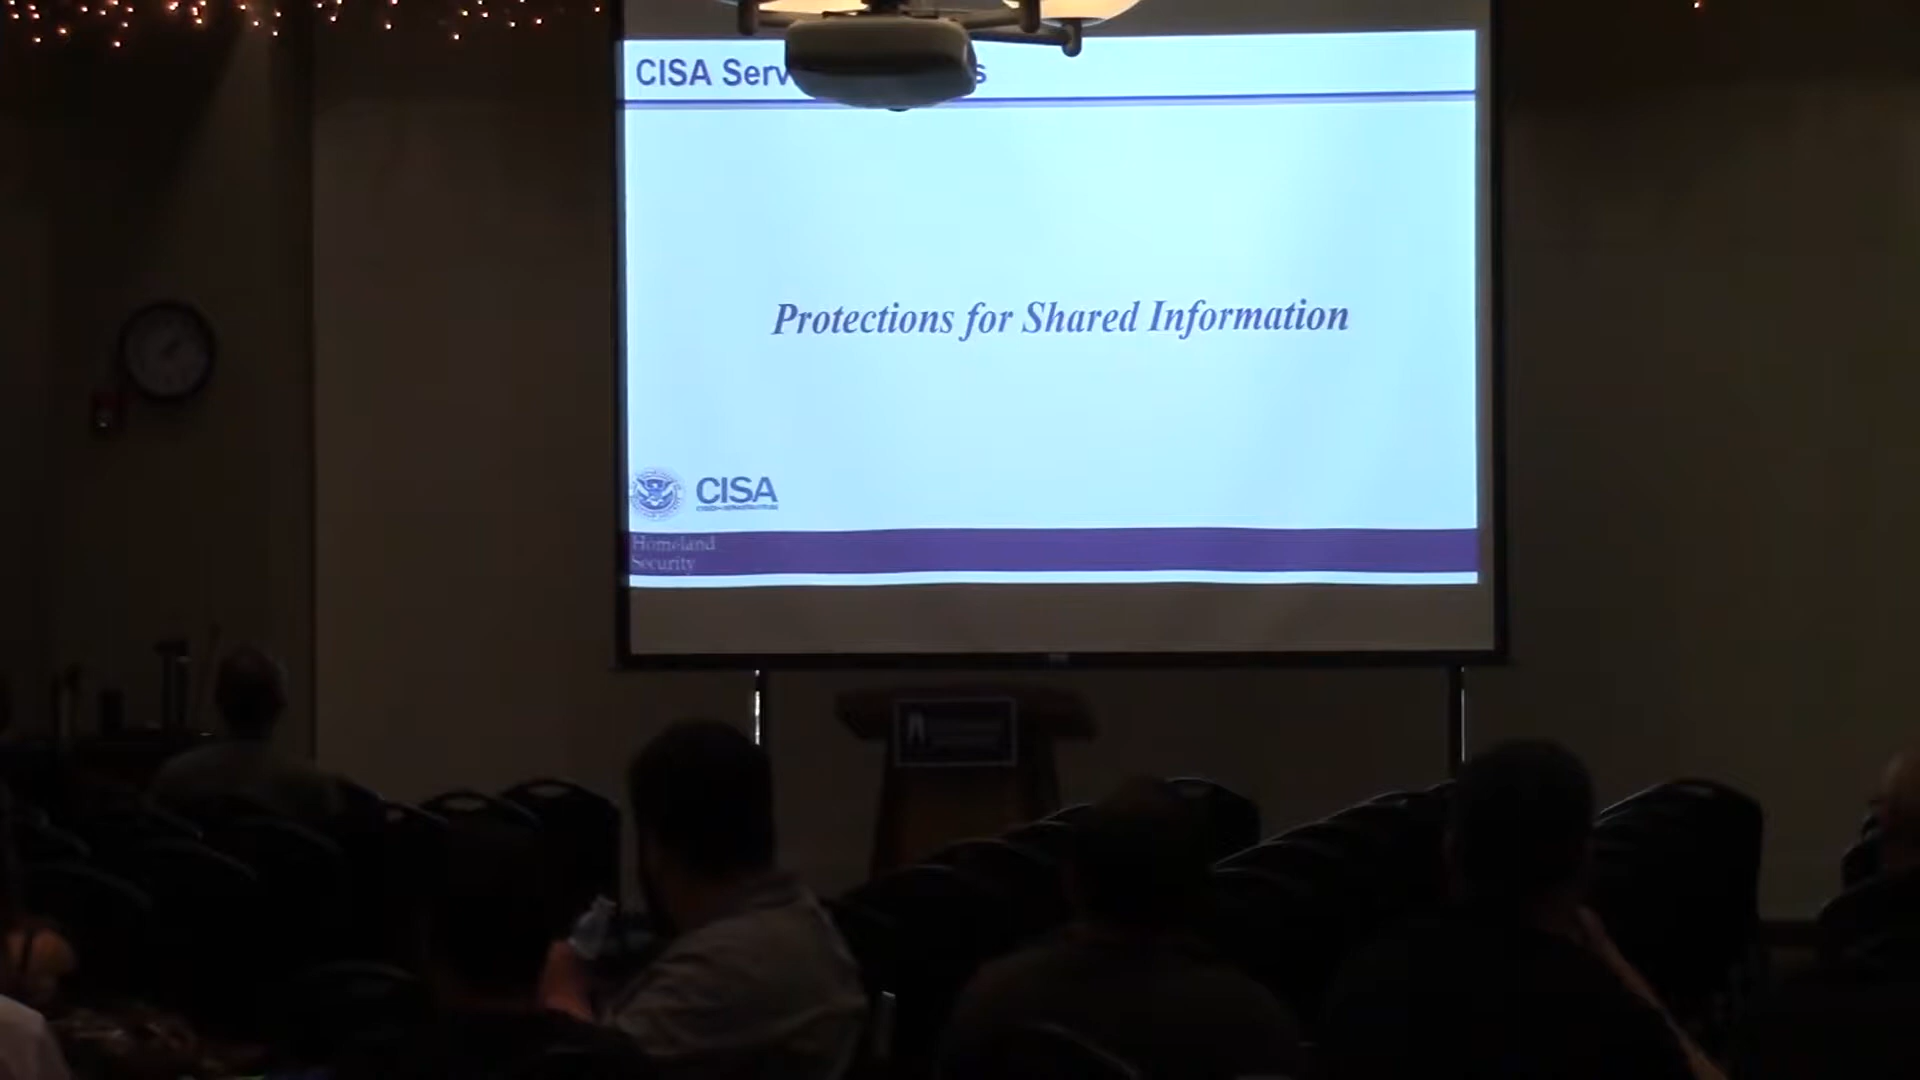 CISA Serv s
Protections for Shared Information
CISA
Homeland
Security